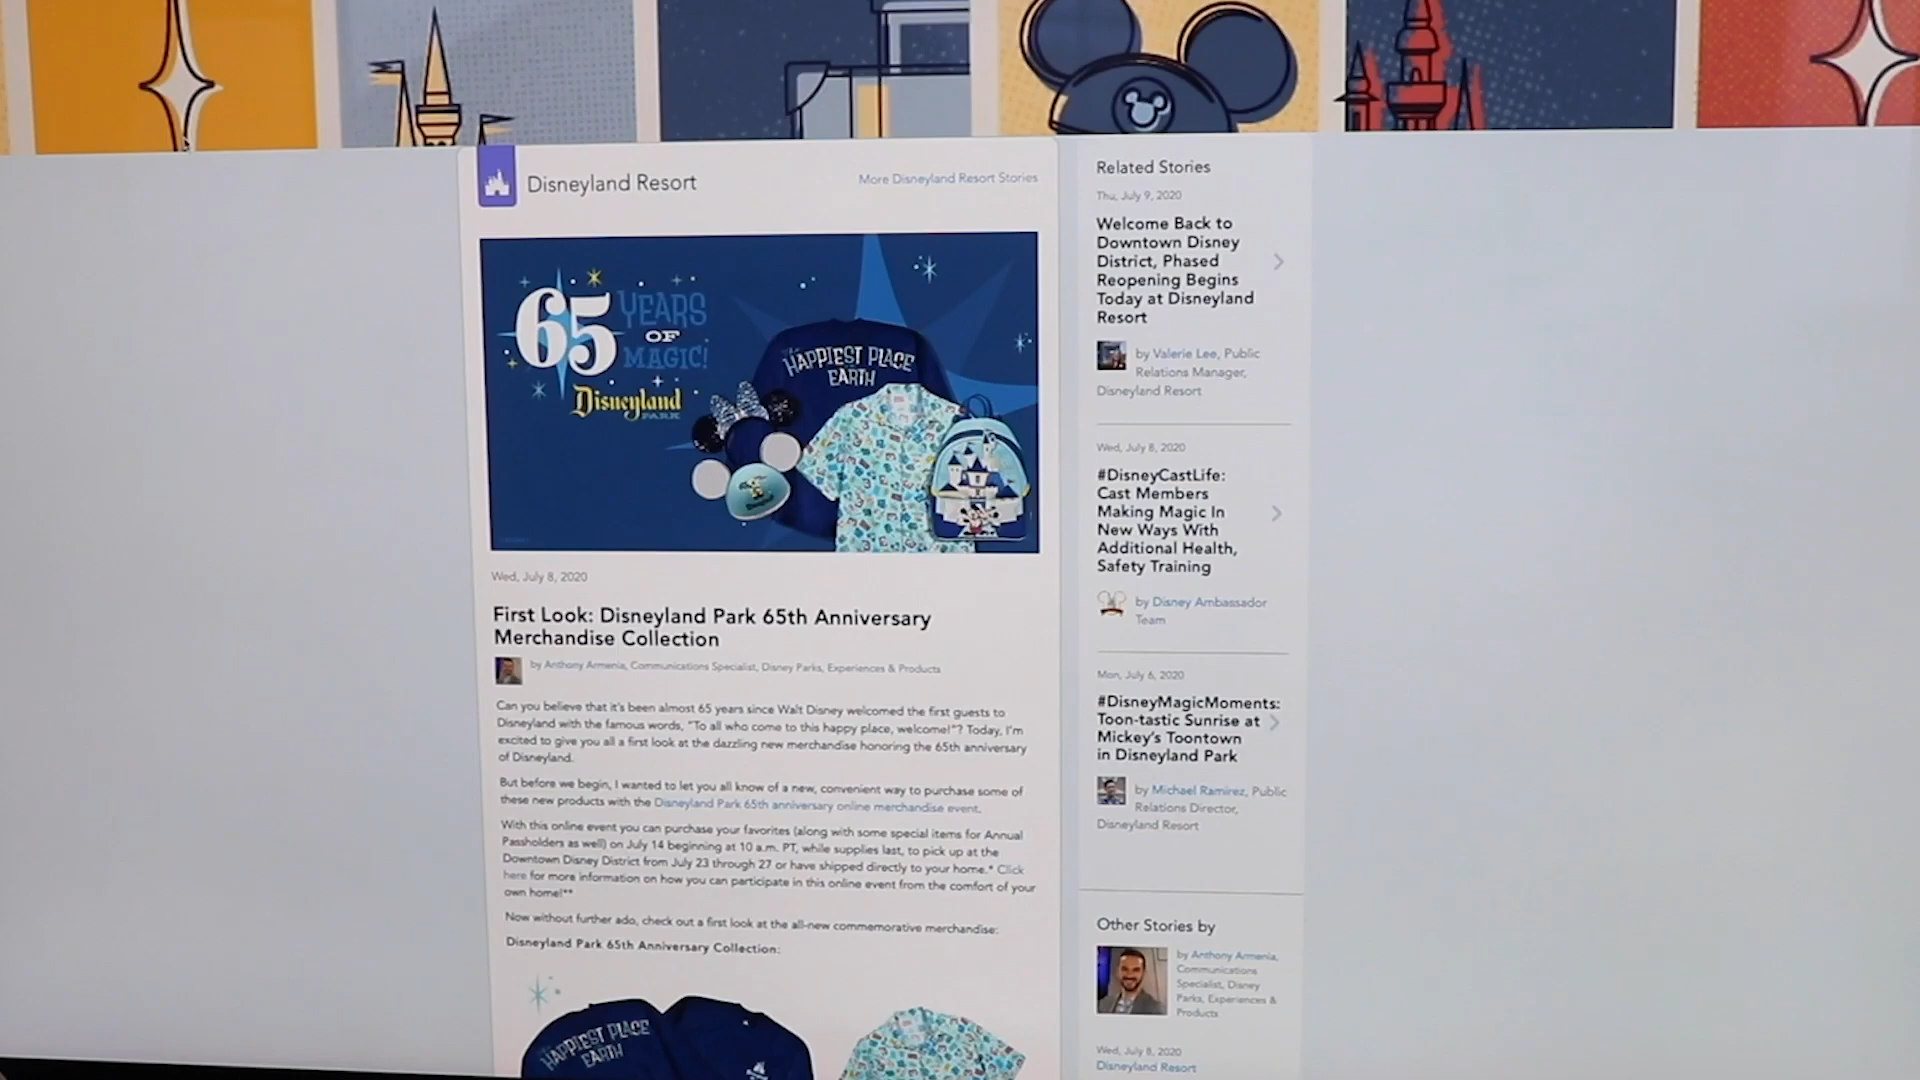 Disneyland Resort
More Disneyland Resort Stories
65 YEARS
OF
MAGIC!
Disneyland
PARK
HAPPIEST PLACE
EARTH
Wed, July 8, 2020
First Look: Disneyland Park 65th Anniversary
Merchandise Collection
by Anthony Armenia, Communications Specialist, Disney Parks, Experiences & Products
Can you believe that it's been almost 65 years since Walt Disney welcomed the first guests to
Disneyland with the famous words, "To all who come to this happy place, welcome!"? Today, I'm
excited to give you all a first look at the dazzling new merchandise honoring the 65th anniversary
of Disneyland.
But before we begin, I wanted to let you all know of a new, convenient way to purchase some of
these new products with the Disneyland Park 65th anniversary online merchandise event.
With this online event you can purchase your favorites (along with some special items for Annual
Passholders as well) on July 14 beginning at 10 a.m. PT, while supplies last, to pick up at the
Downtown Disney District from July 23 through 27 or have shipped directly to your home.* Click
here for more information on how you can participate in this online event from the comfort of your
own home!**
Now without further ado, check out a first look at the all-new commemorative merchandise:
Disneyland Park 65th Anniversary Collection:
HAPPIEST PLACE
EARTH
Related Stories
Thu, July 9, 2020
Welcome Back to
Downtown Disney
District, Phased
Reopening Begins
Today at Disneyland
Resort
by Valerie Lee, Public
Relations Manager,
Disneyland Resort
Wed, July 8, 2020
#DisneyCastLife:
Cast Members
Making Magic In
New Ways With
Additional Health,
Safety Training
by Disney Ambassador
Team
Mon, July 6, 2020
#DisneyMagicMoments:
Toon-tastic Sunrise at
Mickey's Toontown
in Disneyland Park
by Michael Ramirez, Public
Relations Director,
Disneyland Resort
Other Stories by
by Anthony Armenia,
Communications
Specialist, Disney
Parks, Experiences &
Products
Wed, July 8, 2020
Disneyland Resort